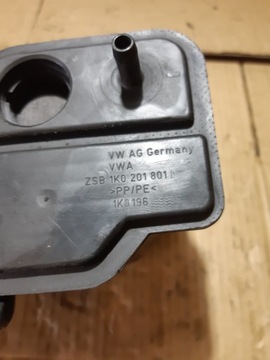 VW AG Germany
VWA
ZSB 1K0 201 801
>PP/PE<
1K0196